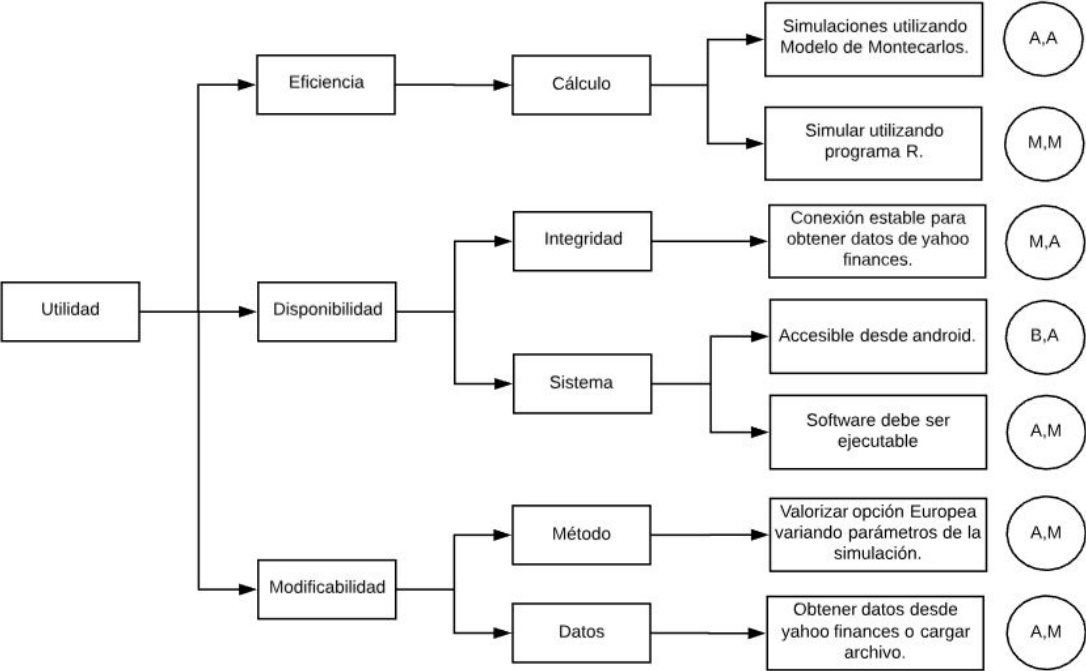 Utilidad
Eficiencia
Cálculo
Simulaciones utilizando
Modelo de Montecarlos.
A,A
Simular utilizando
programa R.
M,M
Disponibilidad
Integridad
Conexión estable para
obtener datos de yahoo
finances.
M,A
Sistema
Accesible desde android.
B,A
Software debe ser
ejecutable
A,M
Modificabilidad
Método
Valorizar opción Europea
variando parámetros de la
simulación.
A,M
Datos
Obtener datos desde
yahoo finances o cargar
archivo.
A,M